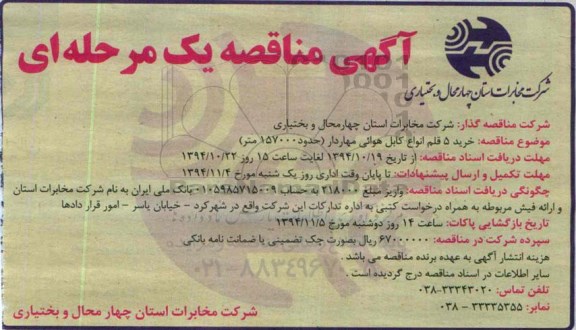 آگهی مناقصه یک مرحله‌ای
شرکت مخابرات استان چهارمحال و بختیاری
شرکت مناقصه گذار: شرکت مخابرات استان چهارمحال و بختیاری
موضوع مناقصه: خرید ۵ قلم انواع کابل هوائی مهاردار (حدود ۱۵۷۰۰۰ متر)
مهلت دریافت اسناد مناقصه: از تاریخ ۱۳۹۴/۱۰/۱۹ لغایت ساعت ۱۵ روز ۱۳۹۴/۱۰/۲۲
مهلت تکمیل و ارسال پیشنهادات: تا پایان وقت اداری روز یک شنبه مورخ ۱۳۹۴/۱۱/۴
چگونگی دریافت اسناد مناقصه: واریز مبلغ ۲۱۸۰۰۰ به حساب ۰۱۰۵۹۸۵۷۱۵۰۰۹ بانک ملی ایران به نام شرکت مخابرات استان
و ارائه فیش مربوطه به همراه درخواست کتبی به اداره تدارکات این شرکت واقع در شهرکرد - خیابان یاسر - امور قرار دادها
تاریخ بازگشایی پاکات: ساعت ۱۴ روز دوشنبه مورخ ۱۳۹۴/۱۱/۵
سپرده شرکت در مناقصه: ۶۷۰۰۰۰۰۰ ریال بصورت چک تضمینی یا ضمانت نامه بانکی
هزینه انتشار آگهی به عهده برنده مناقصه می باشد.
سایر اطلاعات در اسناد مناقصه درج گردیده است.
تلفن تماس: ۳۳۳۴۳۰۲۰-۰۳۸
نمابر: ۳۳۳۳۵۳۵۵ - ۰۳۸
شرکت مخابرات استان چهار محال و بختیاری